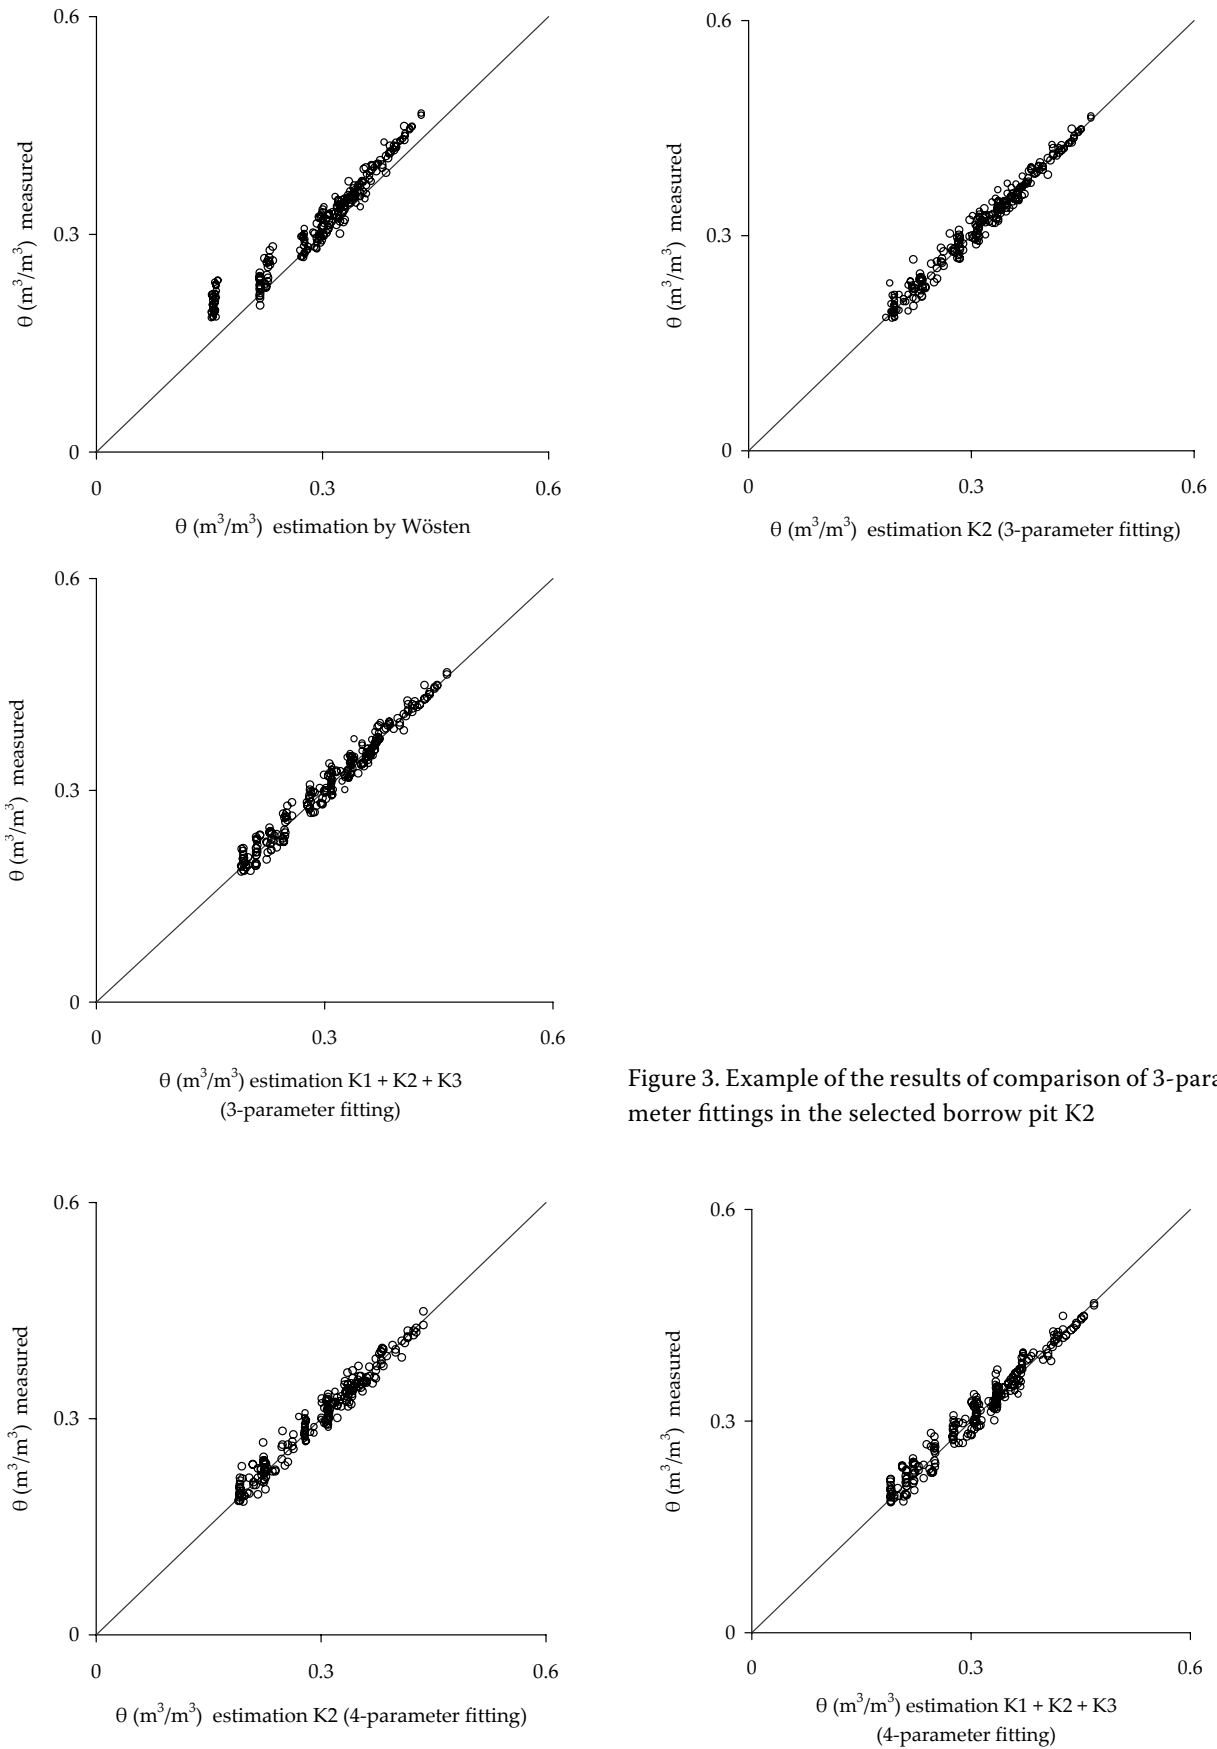 0.6
θ (m³/m³) measured
0.3
0
0
0.3
0.6
θ (m³/m³) estimation by Wösten
0.6
θ (m³/m³) measured
0.3
0
0
0.3
0.6
θ (m³/m³) estimation K2 (3-parameter fitting)
0.6
θ (m³/m³) measured
0.3
0
0
0.3
0.6
θ (m³/m³) estimation K1 + K2 + K3
(3-parameter fitting)
Figure 3. Example of the results of comparison of 3-para
meter fittings in the selected borrow pit K2
0.6
θ (m³/m³) measured
0.3
0
0
0.3
0.6
θ (m³/m³) estimation K2 (4-parameter fitting)
0.6
θ (m³/m³) measured
0.3
0
0
0.3
0.6
θ (m³/m³) estimation K1 + K2 + K3
(4-parameter fitting)